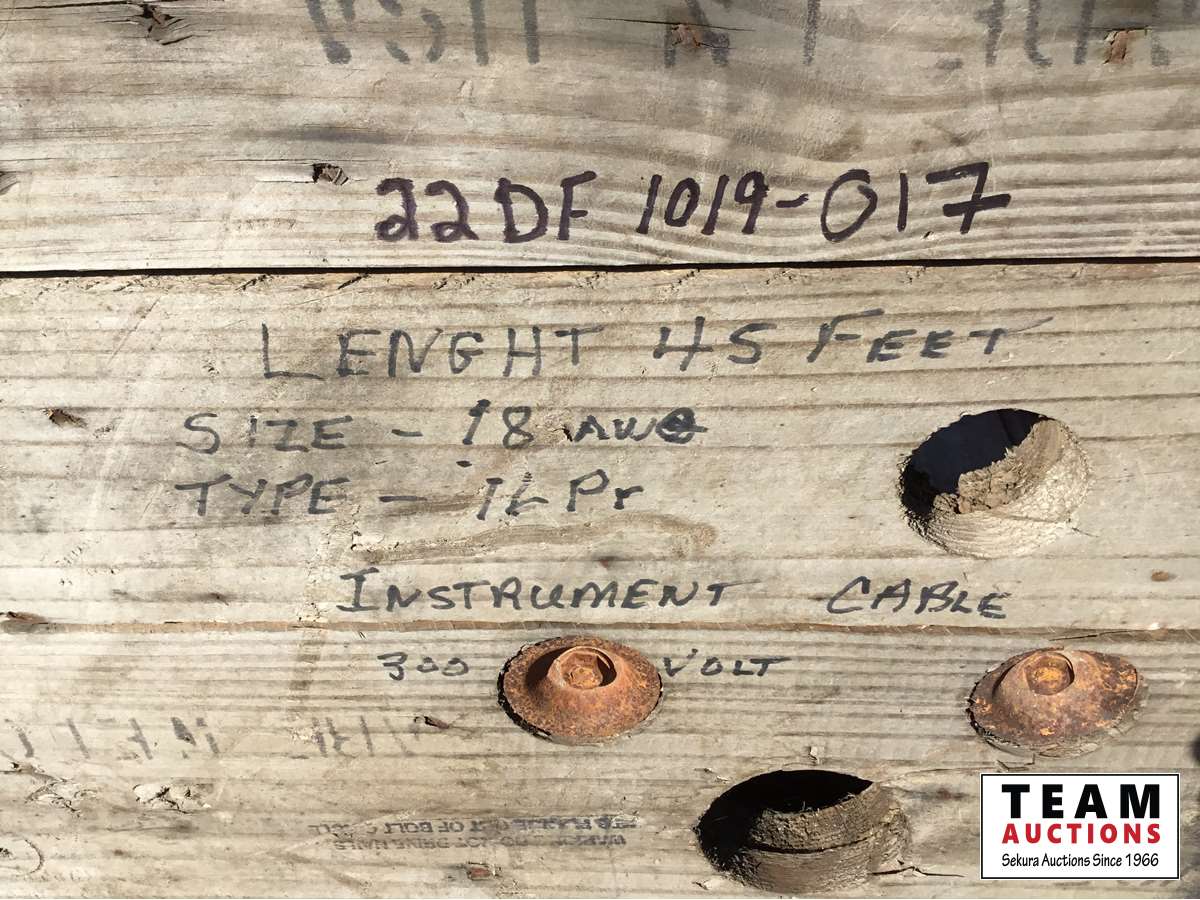 22DF 1019-017
LENGHT 45 FEET
SIZE - 18 AWG
TYPE - 16 Pr
INSTRUMENT CABLE
300 VOLT
TEAM
AUCTIONS
Sekura Auctions Since 1966